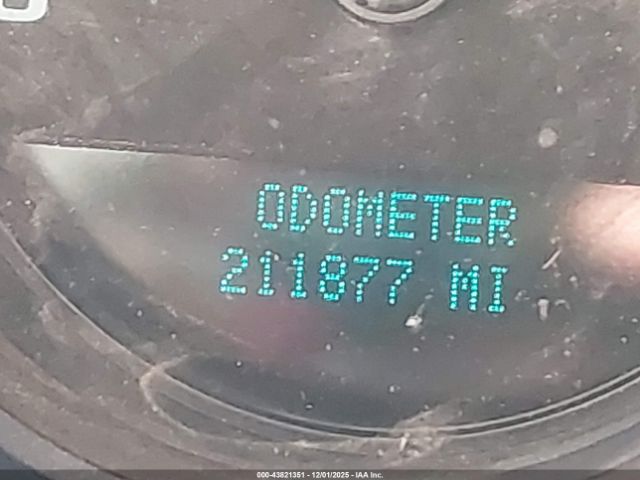 ODOMETER
211877 MI
000-43821351 - 12/01/2025 - IAA Inc.